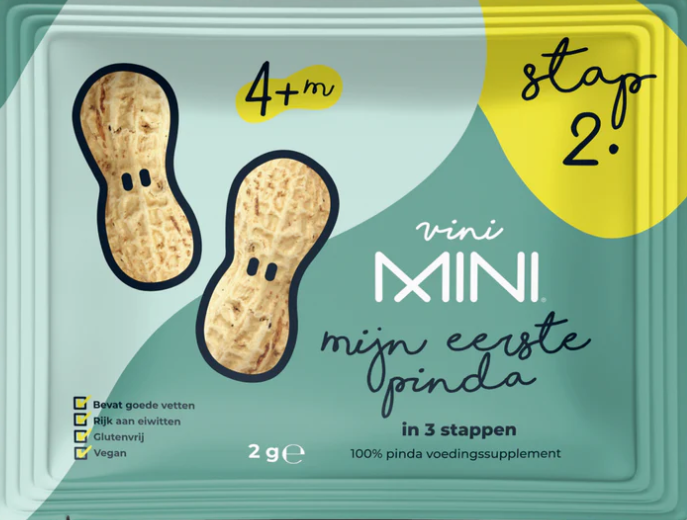 4+m
stap
2.
vini
MINI
mijn eerste
pinda
in 3 stappen
100% pinda voedingssupplement
Bevat goede vetten
Rijk aan eiwitten
Glutenvrij
Vegan
2 g e